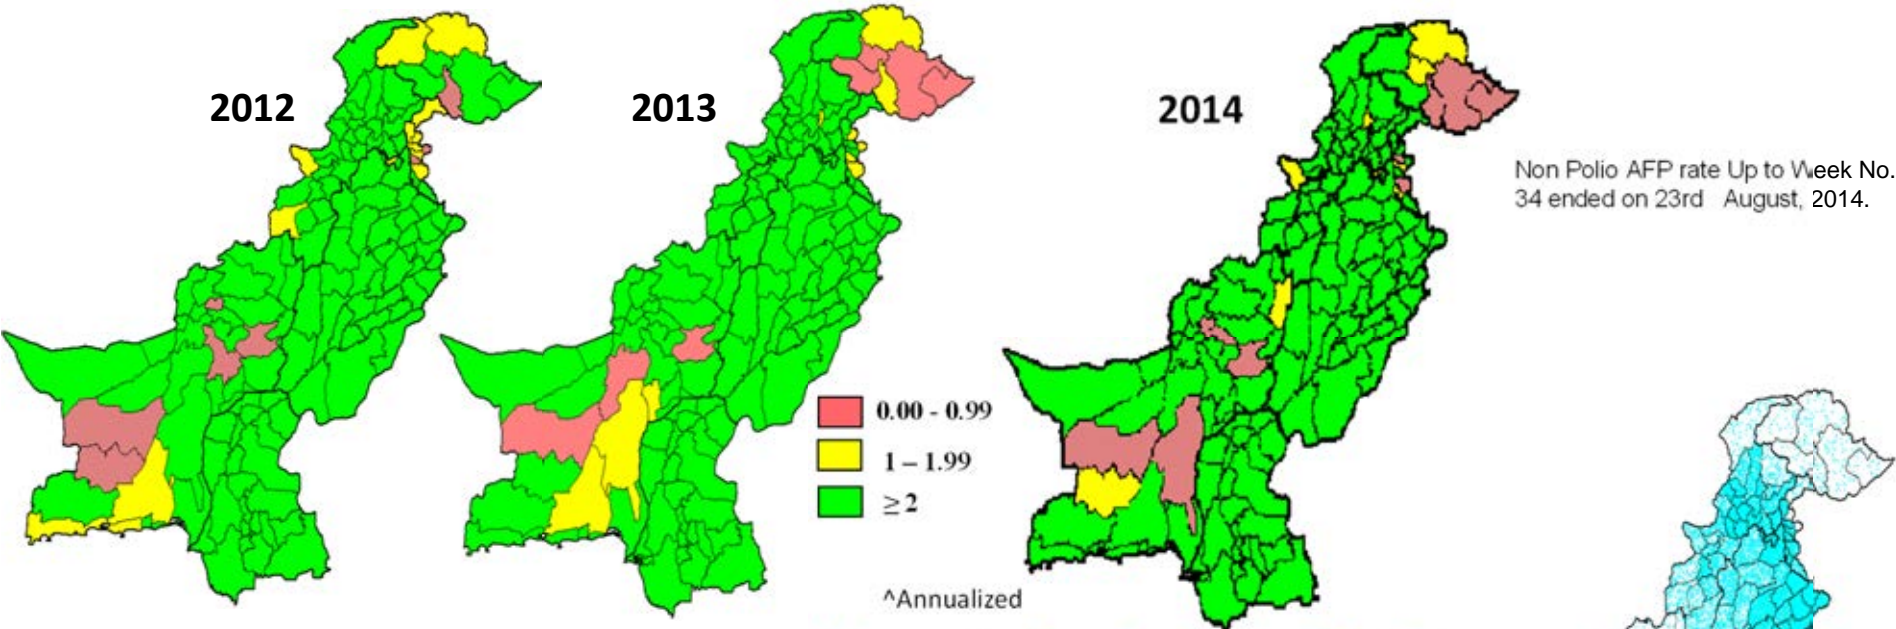 2012
2013
2014
Non Polio AFP rate Up to Week No.
34 ended on 23rd August, 2014.
0.00 - 0.99
1 – 1.99
≥ 2
^Annualized